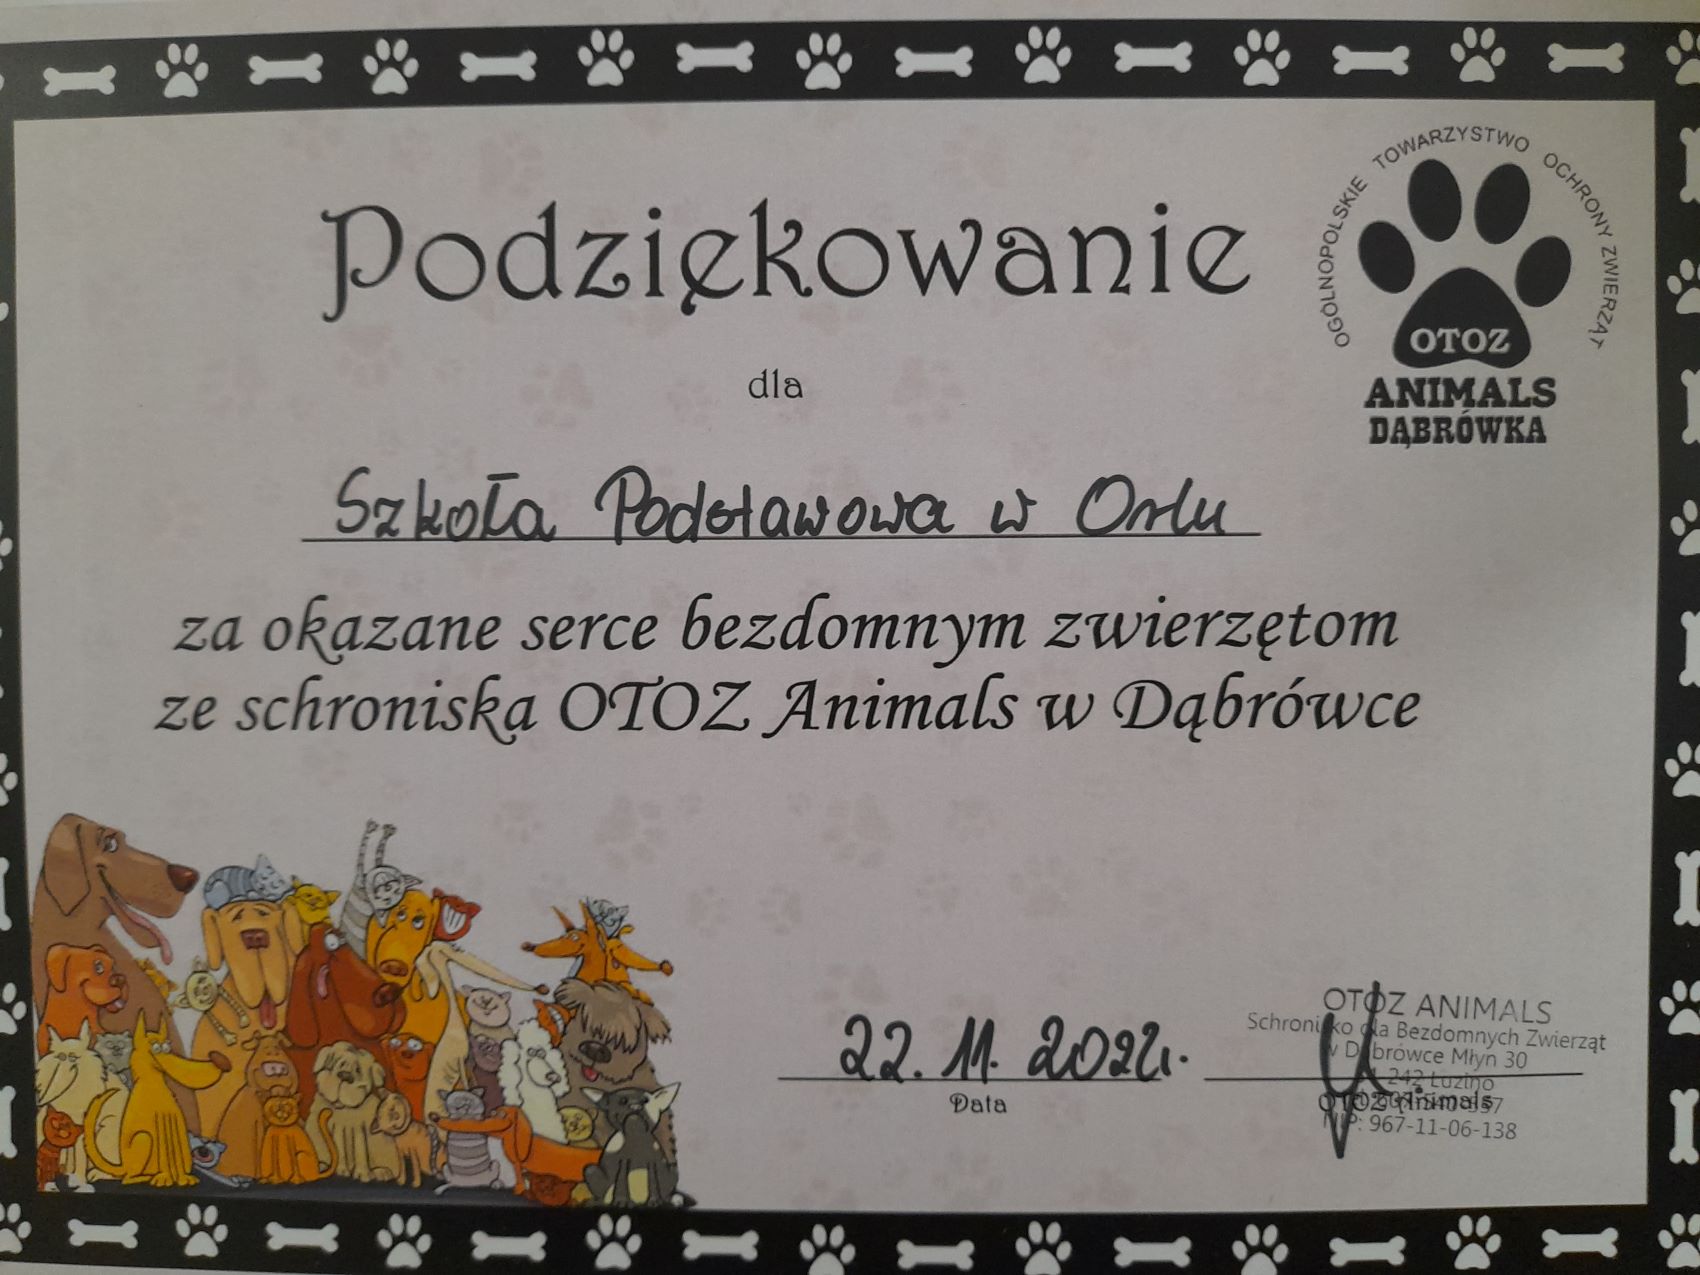 Podziękowanie
OGÓLNOPOLSKIE TOWARZYSTWO OCHRONY ZWIERZĄT
OTOZ
ANIMALS
DĄBRÓWKA
dla
Szkoła Podstawowa w Orlu
za okazane serce bezdomnym zwierzętom
ze schroniska OTOZ Animals w Dąbrówce
22. 11. 2022r.
Data
OTOZ ANIMALS
Schronisko dla Bezdomnych Zwierząt
w Dąbrówce Młyn 30
242 Luzino
OTOZ Animals
NIP: 967-11-06-138